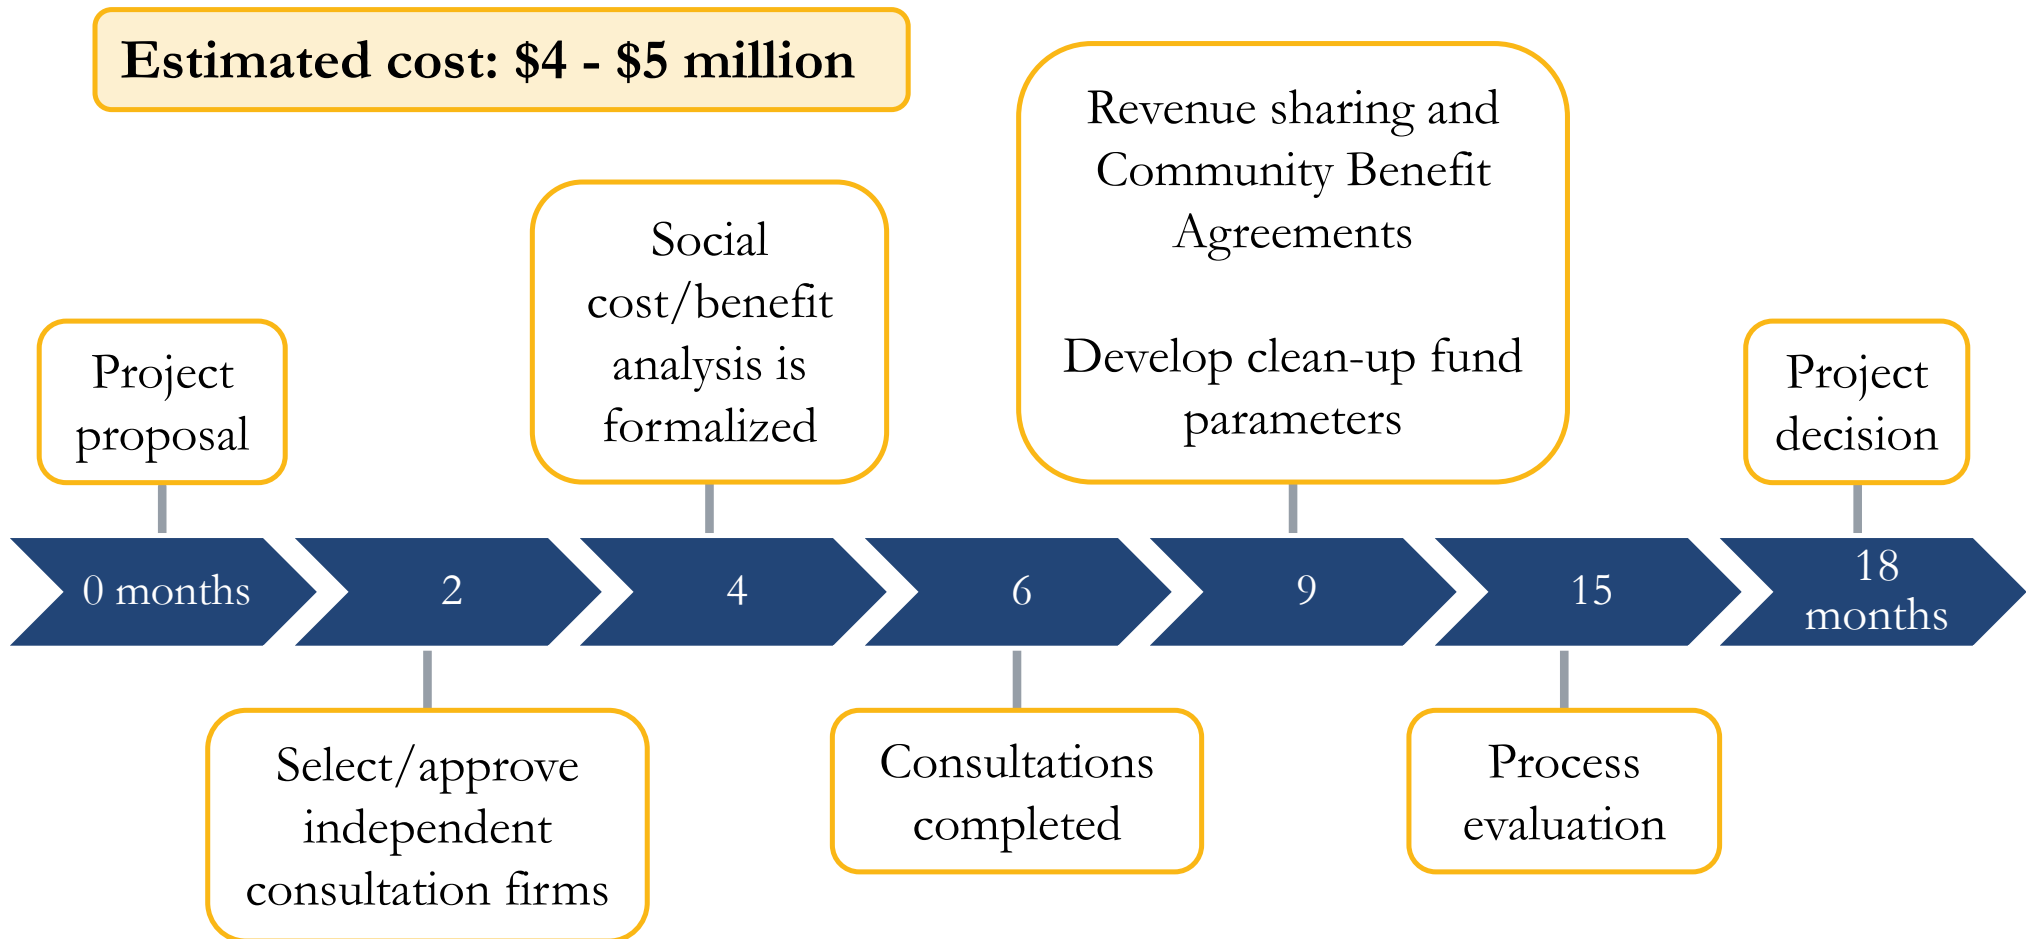 Estimated cost: $4 - $5 million
Revenue sharing and
Community Benefit
Agreements
Develop clean-up fund
parameters
Social
cost/benefit
analysis is
formalized
Project
proposal
Project
decision
0 months
2
4
6
9
15
18
months
Select/approve
independent
consultation firms
Consultations
completed
Process
evaluation